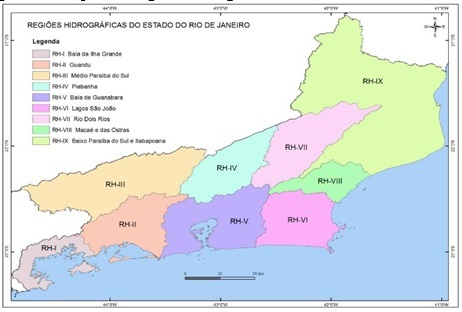 REGIÕES HIDROGRÁFICAS DO ESTADO DO RIO DE JANEIRO
Legenda
RH-I Baía da Ilha Grande
RH-II Guandu
RH-III Médio Paraíba do Sul
RH-IV Piabanha
RH-V Baía de Guanabara
RH-VI Lagos São João
RH-VII Rio Dois Rios
RH-VIII Macaé e das Ostras
RH-IX Baixo Paraíba do Sul e Itabapoana
RH-IX
RH-VII
RH-IV
RH-VIII
RH-III
RH-II
RH-V
RH-VI
RH-I